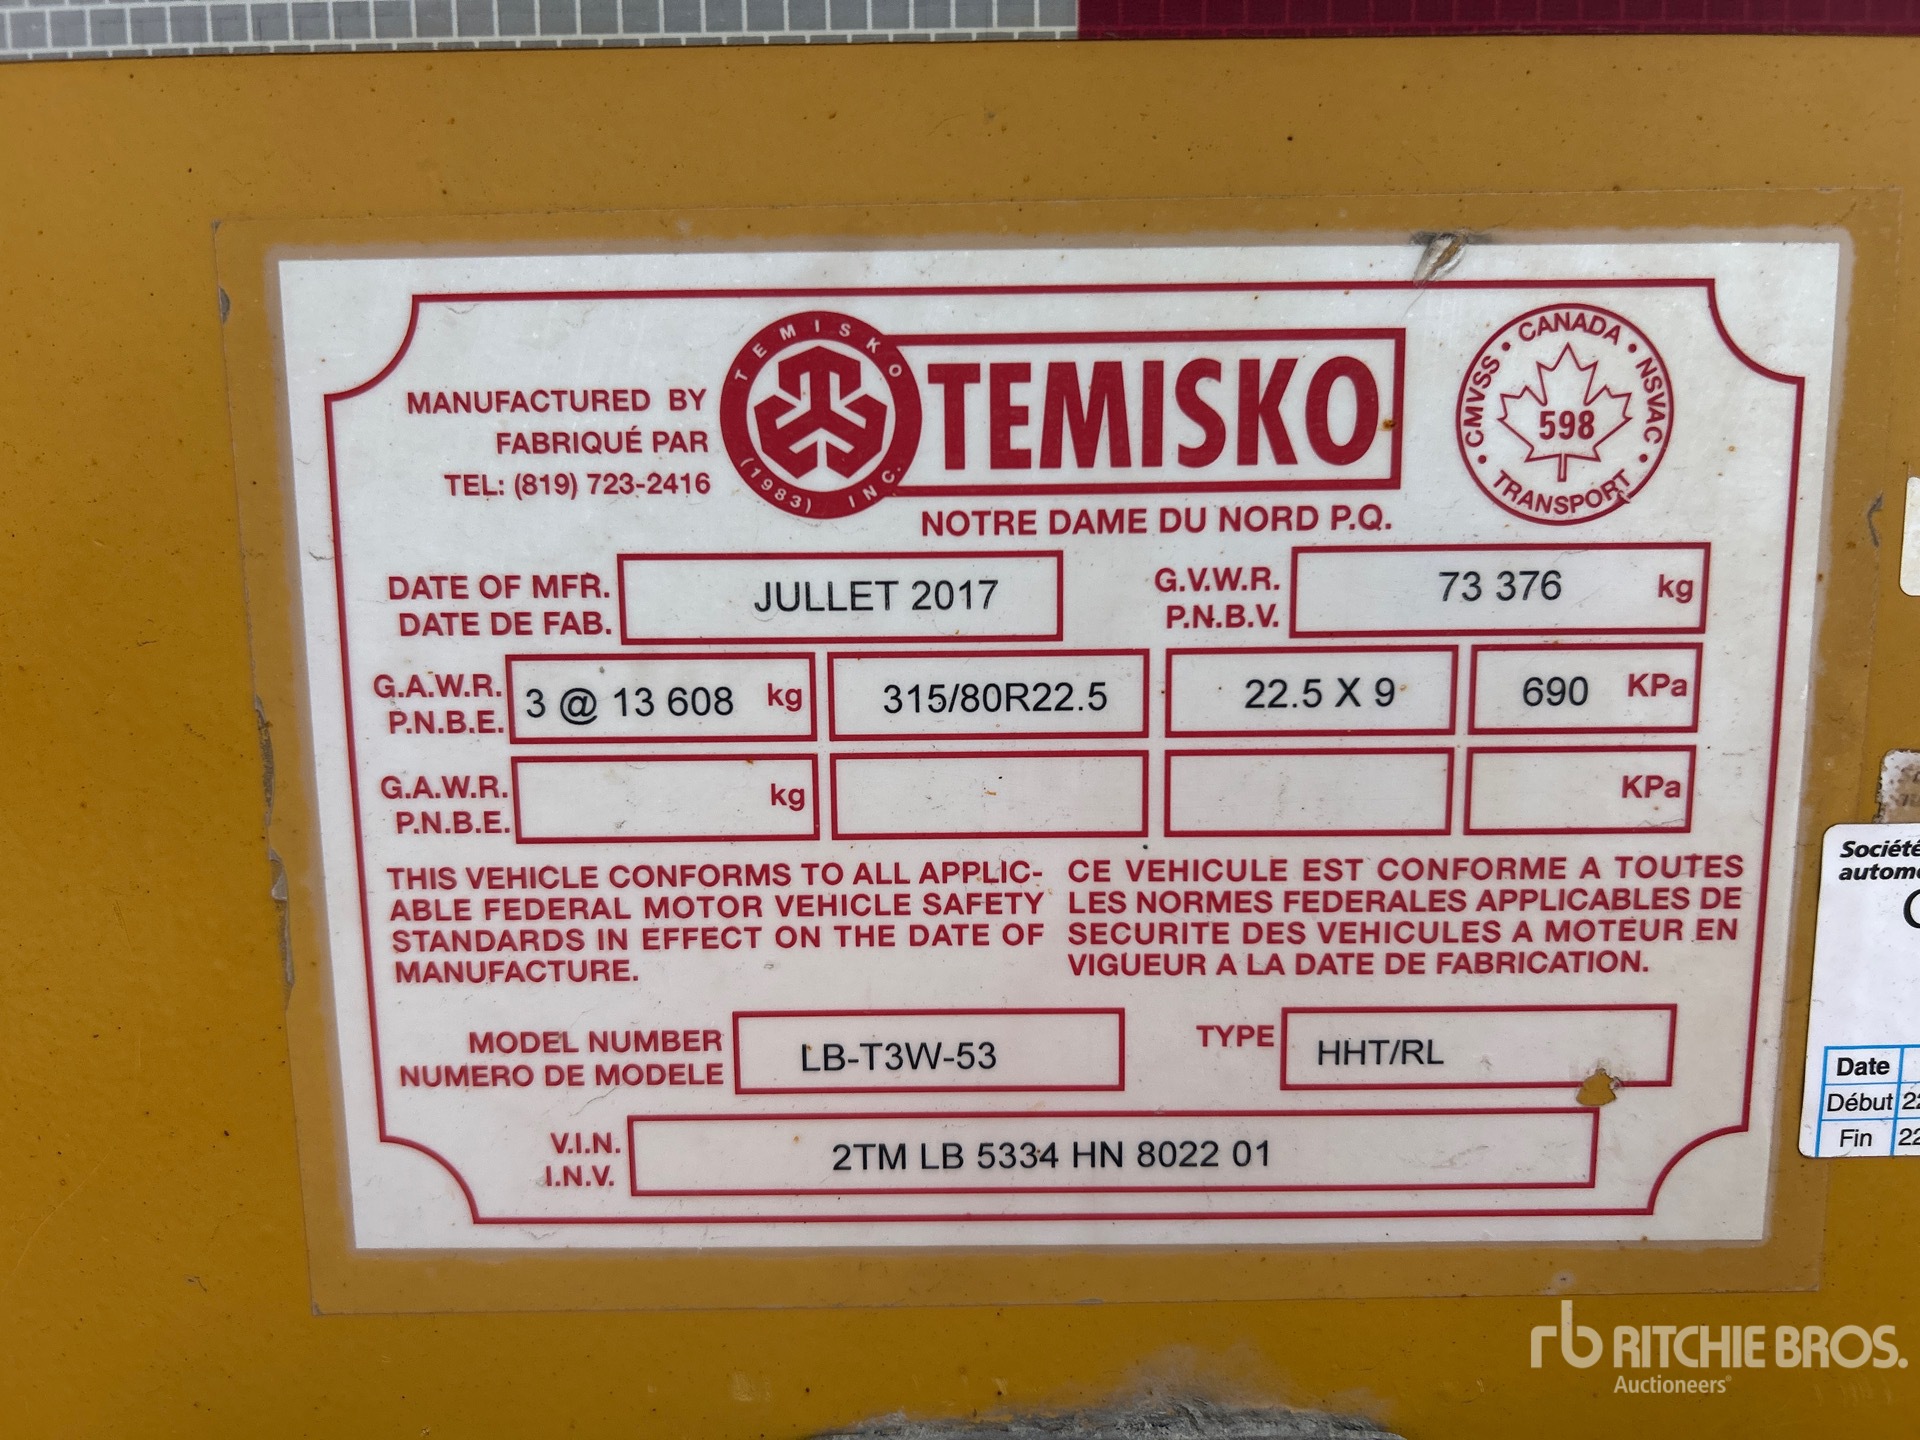 TEMISKO (1983) INC.
TEMISKO
CMVSS • CANADA • NSVAC • TRANSPORT •
598
MANUFACTURED BY
FABRIQUÉ PAR
TEL: (819) 723-2416
NOTRE DAME DU NORD P.Q.
DATE OF MFR.
DATE DE FAB.
JULLET 2017
G.V.W.R.
P.N.B.V.
73 376 kg
G.A.W.R.
P.N.B.E.
3 @ 13 608 kg
315/80R22.5
22.5 X 9
690 KPa
G.A.W.R.
P.N.B.E.
kg
KPa
THIS VEHICLE CONFORMS TO ALL APPLIC-
ABLE FEDERAL MOTOR VEHICLE SAFETY
STANDARDS IN EFFECT ON THE DATE OF
MANUFACTURE.
CE VEHICULE EST CONFORME A TOUTES
LES NORMES FEDERALES APPLICABLES DE
SECURITE DES VEHICULES A MOTEUR EN
VIGUEUR A LA DATE DE FABRICATION.
MODEL NUMBER
NUMERO DE MODELE
LB-T3W-53
TYPE
HHT/RL
V.I.N.
I.N.V.
2TM LB 5334 HN 8022 01
Société
Date
Début
Fin
rb RITCHIE BROS.
Auctioneers